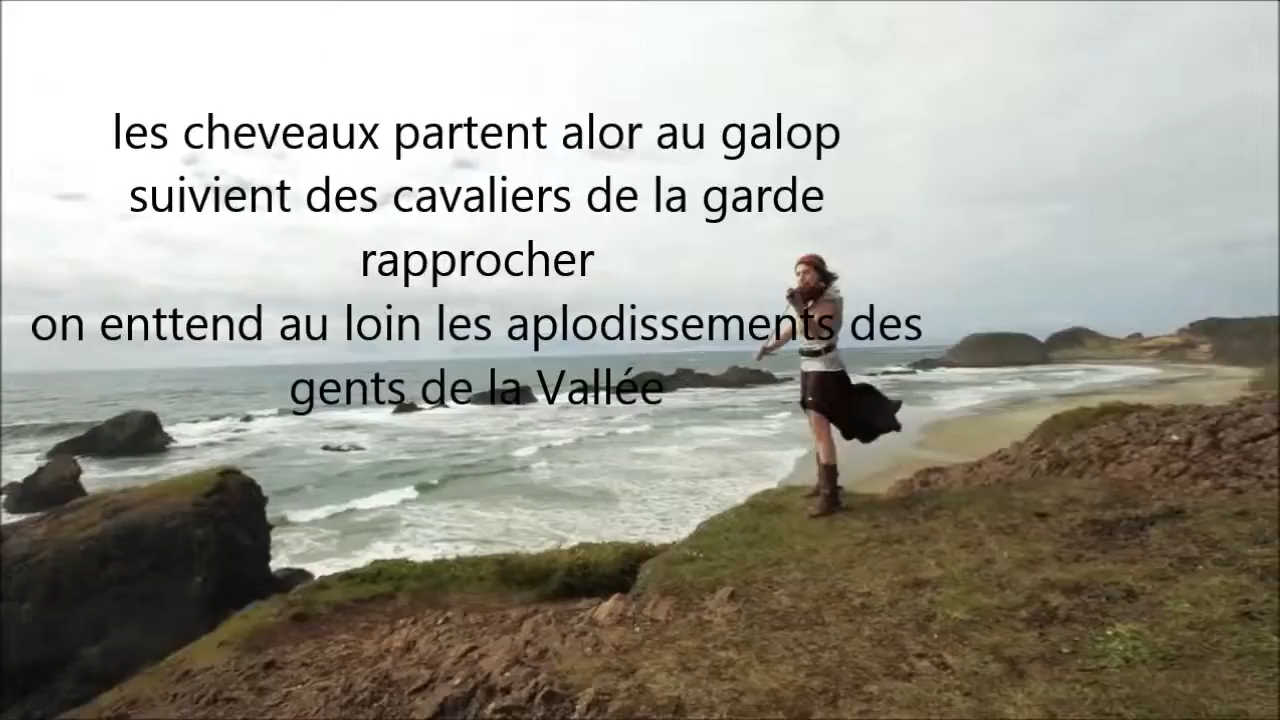 les cheveaux partent alor au galop
suivient des cavaliers de la garde
rapprocher
on enttend au loin les aplodissements des
gents de la Vallée